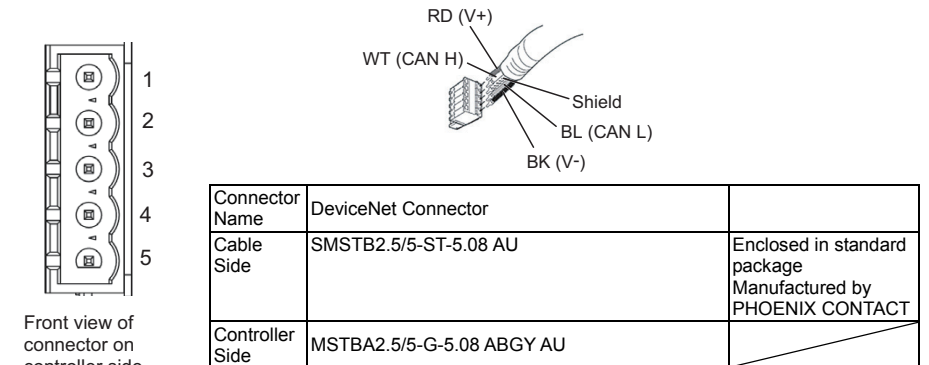 RD (V+)
WT (CAN H)
Shield
BL (CAN L)
BK (V-)
1
2
3
4
5
Front view of
connector on
controller side
Connector
Name
DeviceNet Connector
Cable
Side
SMSTB2.5/5-ST-5.08 AU
Enclosed in standard
package
Manufactured by
PHOENIX CONTACT
Controller
Side
MSTBA2.5/5-G-5.08 ABGY AU